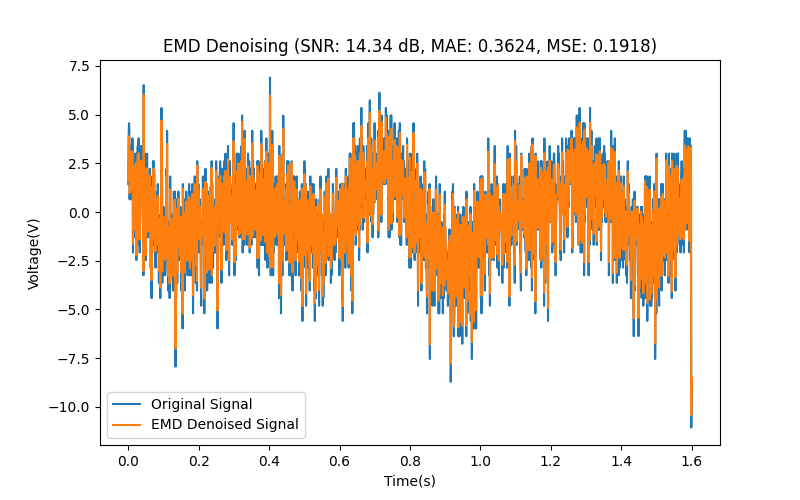 EMD Denoising (SNR: 14.34 dB, MAE: 0.3624, MSE: 0.1918)
7.5
5.0
2.5
0.0
−2.5
−5.0
−7.5
−10.0
Voltage(V)
Original Signal
EMD Denoised Signal
0.0 0.2 0.4 0.6 0.8 1.0 1.2 1.4 1.6
Time(s)